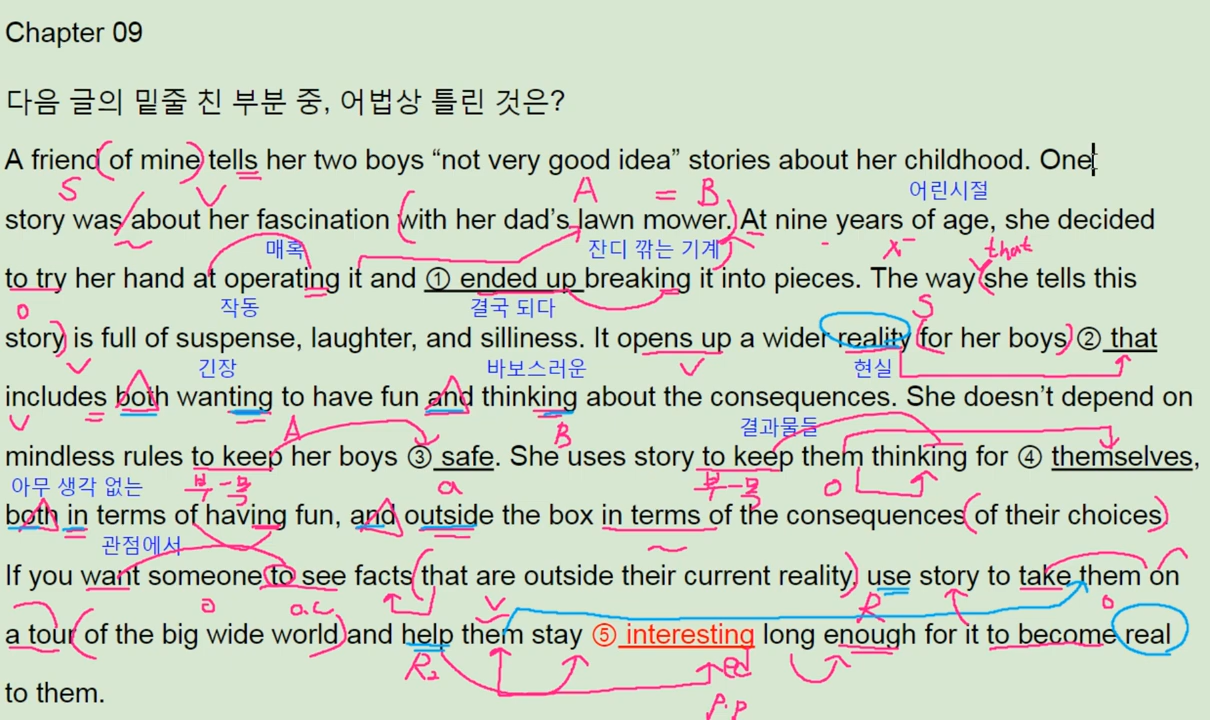 Chapter 09
다음 글의 밑줄 친 부분 중, 어법상 틀린 것은?
A friend of mine tells her two boys “not very good idea” stories about her childhood. One
S V A = B 어린시절
story was about her fascination with her dad’s lawn mower. At nine years of age, she decided
매혹 잔디 깎는 기계 that
to try her hand at operating it and ① ended up breaking it into pieces. The way she tells this
O 작동 결국 되다 S
story is full of suspense, laughter, and silliness. It opens up a wider reality for her boys ② that
V 긴장 바보스러운 V 현실
includes both wanting to have fun and thinking about the consequences. She doesn’t depend on
V A B 결과물들
mindless rules to keep her boys ③ safe. She uses story to keep them thinking for ④ themselves,
아무 생각 없는 부-목 a 부-목 O
both in terms of having fun, and outside the box in terms of the consequences of their choices.
관점에서
If you want someone to see facts that are outside their current reality, use story to take them on
O o.c V R O
a tour of the big wide world and help them stay ⑤ interesting long enough for it to become real
R2 ed
to them.
p.p